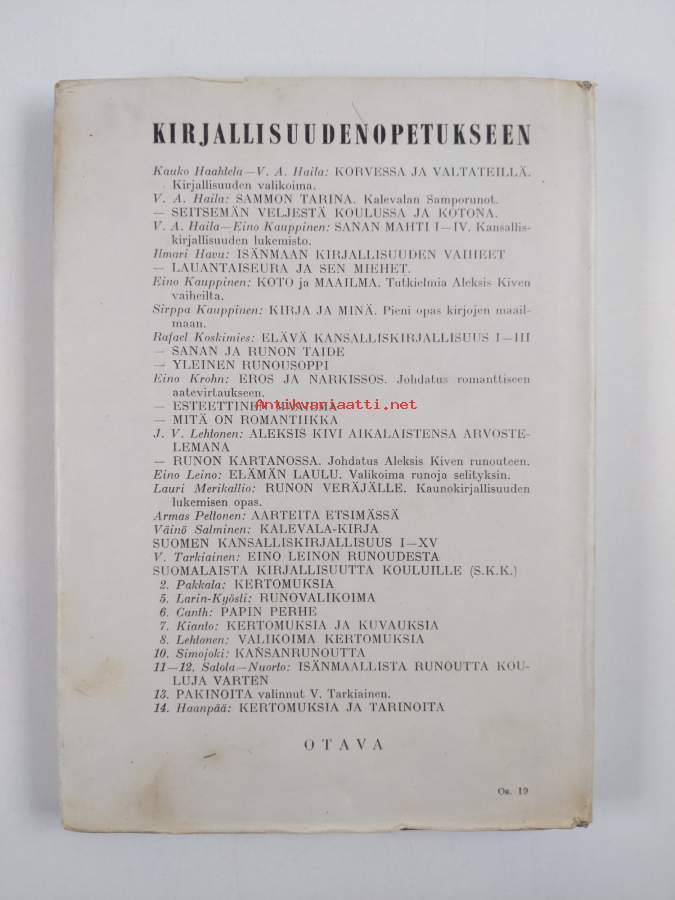 KIRJALLISUUDENOPETUKSEEN
Kauko Haahtela—V. A. Haila: KORVESSA JA VALTATEILLÄ.
Kirjallisuuden valikoima.
V. A. Haila: SAMMON TARINA. Kalevalan Samporunot.
— SEITSEMÄN VELJESTÄ KOULUSSA JA KOTONA.
V. A. Haila—Eino Kauppinen: SANAN MAHTI I—IV. Kansallis-
kirjallisuuden lukemisto.
Ilmari Havu: ISÄNMAAN KIRJALLISUUDEN VAIHEET
— LAUANTAISEURA JA SEN MIEHET.
Eino Kauppinen: KOTO ja MAAILMA. Tutkielmia Aleksis Kiven
vaiheilta.
Sirppa Kauppinen: KIRJA JA MINÄ. Pieni opas kirjojen maail-
maan.
Rafael Koskimies: ELÄVÄ KANSALLISKIRJALLISUUS I—III
— SANAN JA RUNON TAIDE
— YLEINEN RUNOUSOPPI
Eino Krohn: EROS JA NARKISSOS. Johdatus romanttiseen
aatevirtaukseen.
— ESTEETTINEN MAAILMA
Antikvariaatti.net
— MITÄ ON ROMANTIIKKA
J. V. Lehtonen: ALEKSIS KIVI AIKALAISTENSA ARVOSTE-
LEMANA
— RUNON KARTANOSSA. Johdatus Aleksis Kiven runouteen.
Eino Leino: ELÄMÄN LAULU. Valikoima runoja selityksin.
Lauri Merikallio: RUNON VERÄJÄLLE. Kaunokirjallisuuden
lukemisen opas.
Armas Peltonen: AARTEITA ETSIMÄSSÄ
Väinö Salminen: KALEVALA-KIRJA
SUOMEN KANSALLISKIRJALLISUUS I—XV
V. Tarkiainen: EINO LEINON RUNOUDESTA
SUOMALAISTA KIRJALLISUUTTA KOULUILLE (S.K.K.)
2. Pakkala: KERTOMUKSIA
5. Larin-Kyösti: RUNOVALIKOIMA
6. Canth: PAPIN PERHE
7. Kianto: KERTOMUKSIA JA KUVAUKSIA
8. Lehtonen: VALIKOIMA KERTOMUKSIA
10. Simojoki: KANSANRUNOUTTA
11—12. Salola—Nuorto: ISÄNMAALLISTA RUNOUTTA KOU-
LUJA VARTEN
13. PAKINOITA valinnut V. Tarkiainen.
14. Haanpää: KERTOMUKSIA JA TARINOITA
OTAVA
Os. 19